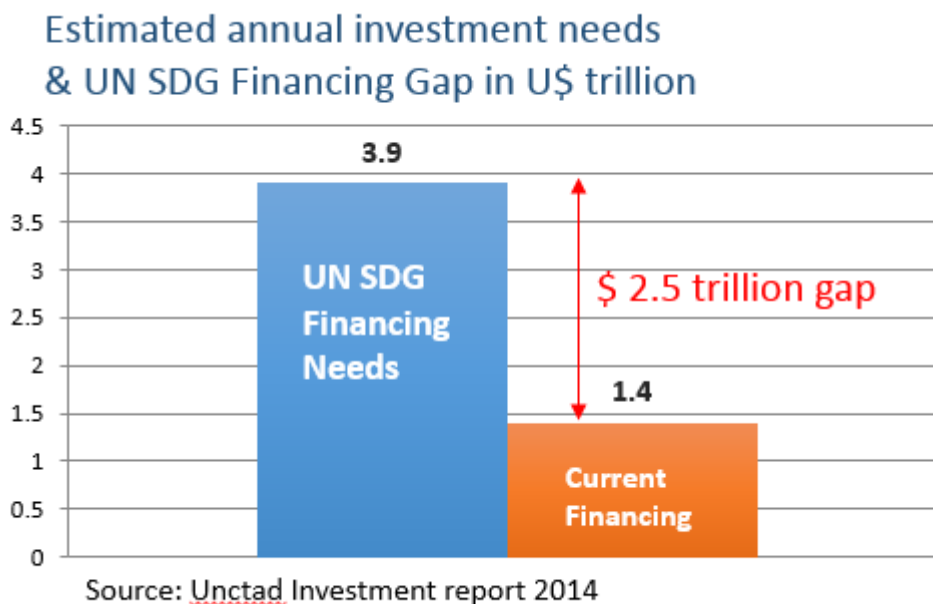 Estimated annual investment needs
& UN SDG Financing Gap in U$ trillion
4.5
3.9
4
3.5
3
UN SDG
$ 2.5 trillion gap
2.5
Financing
2
Needs
1.4
1.5
1
Current
0.5
Financing
0
Source: Unctad Investment report 2014